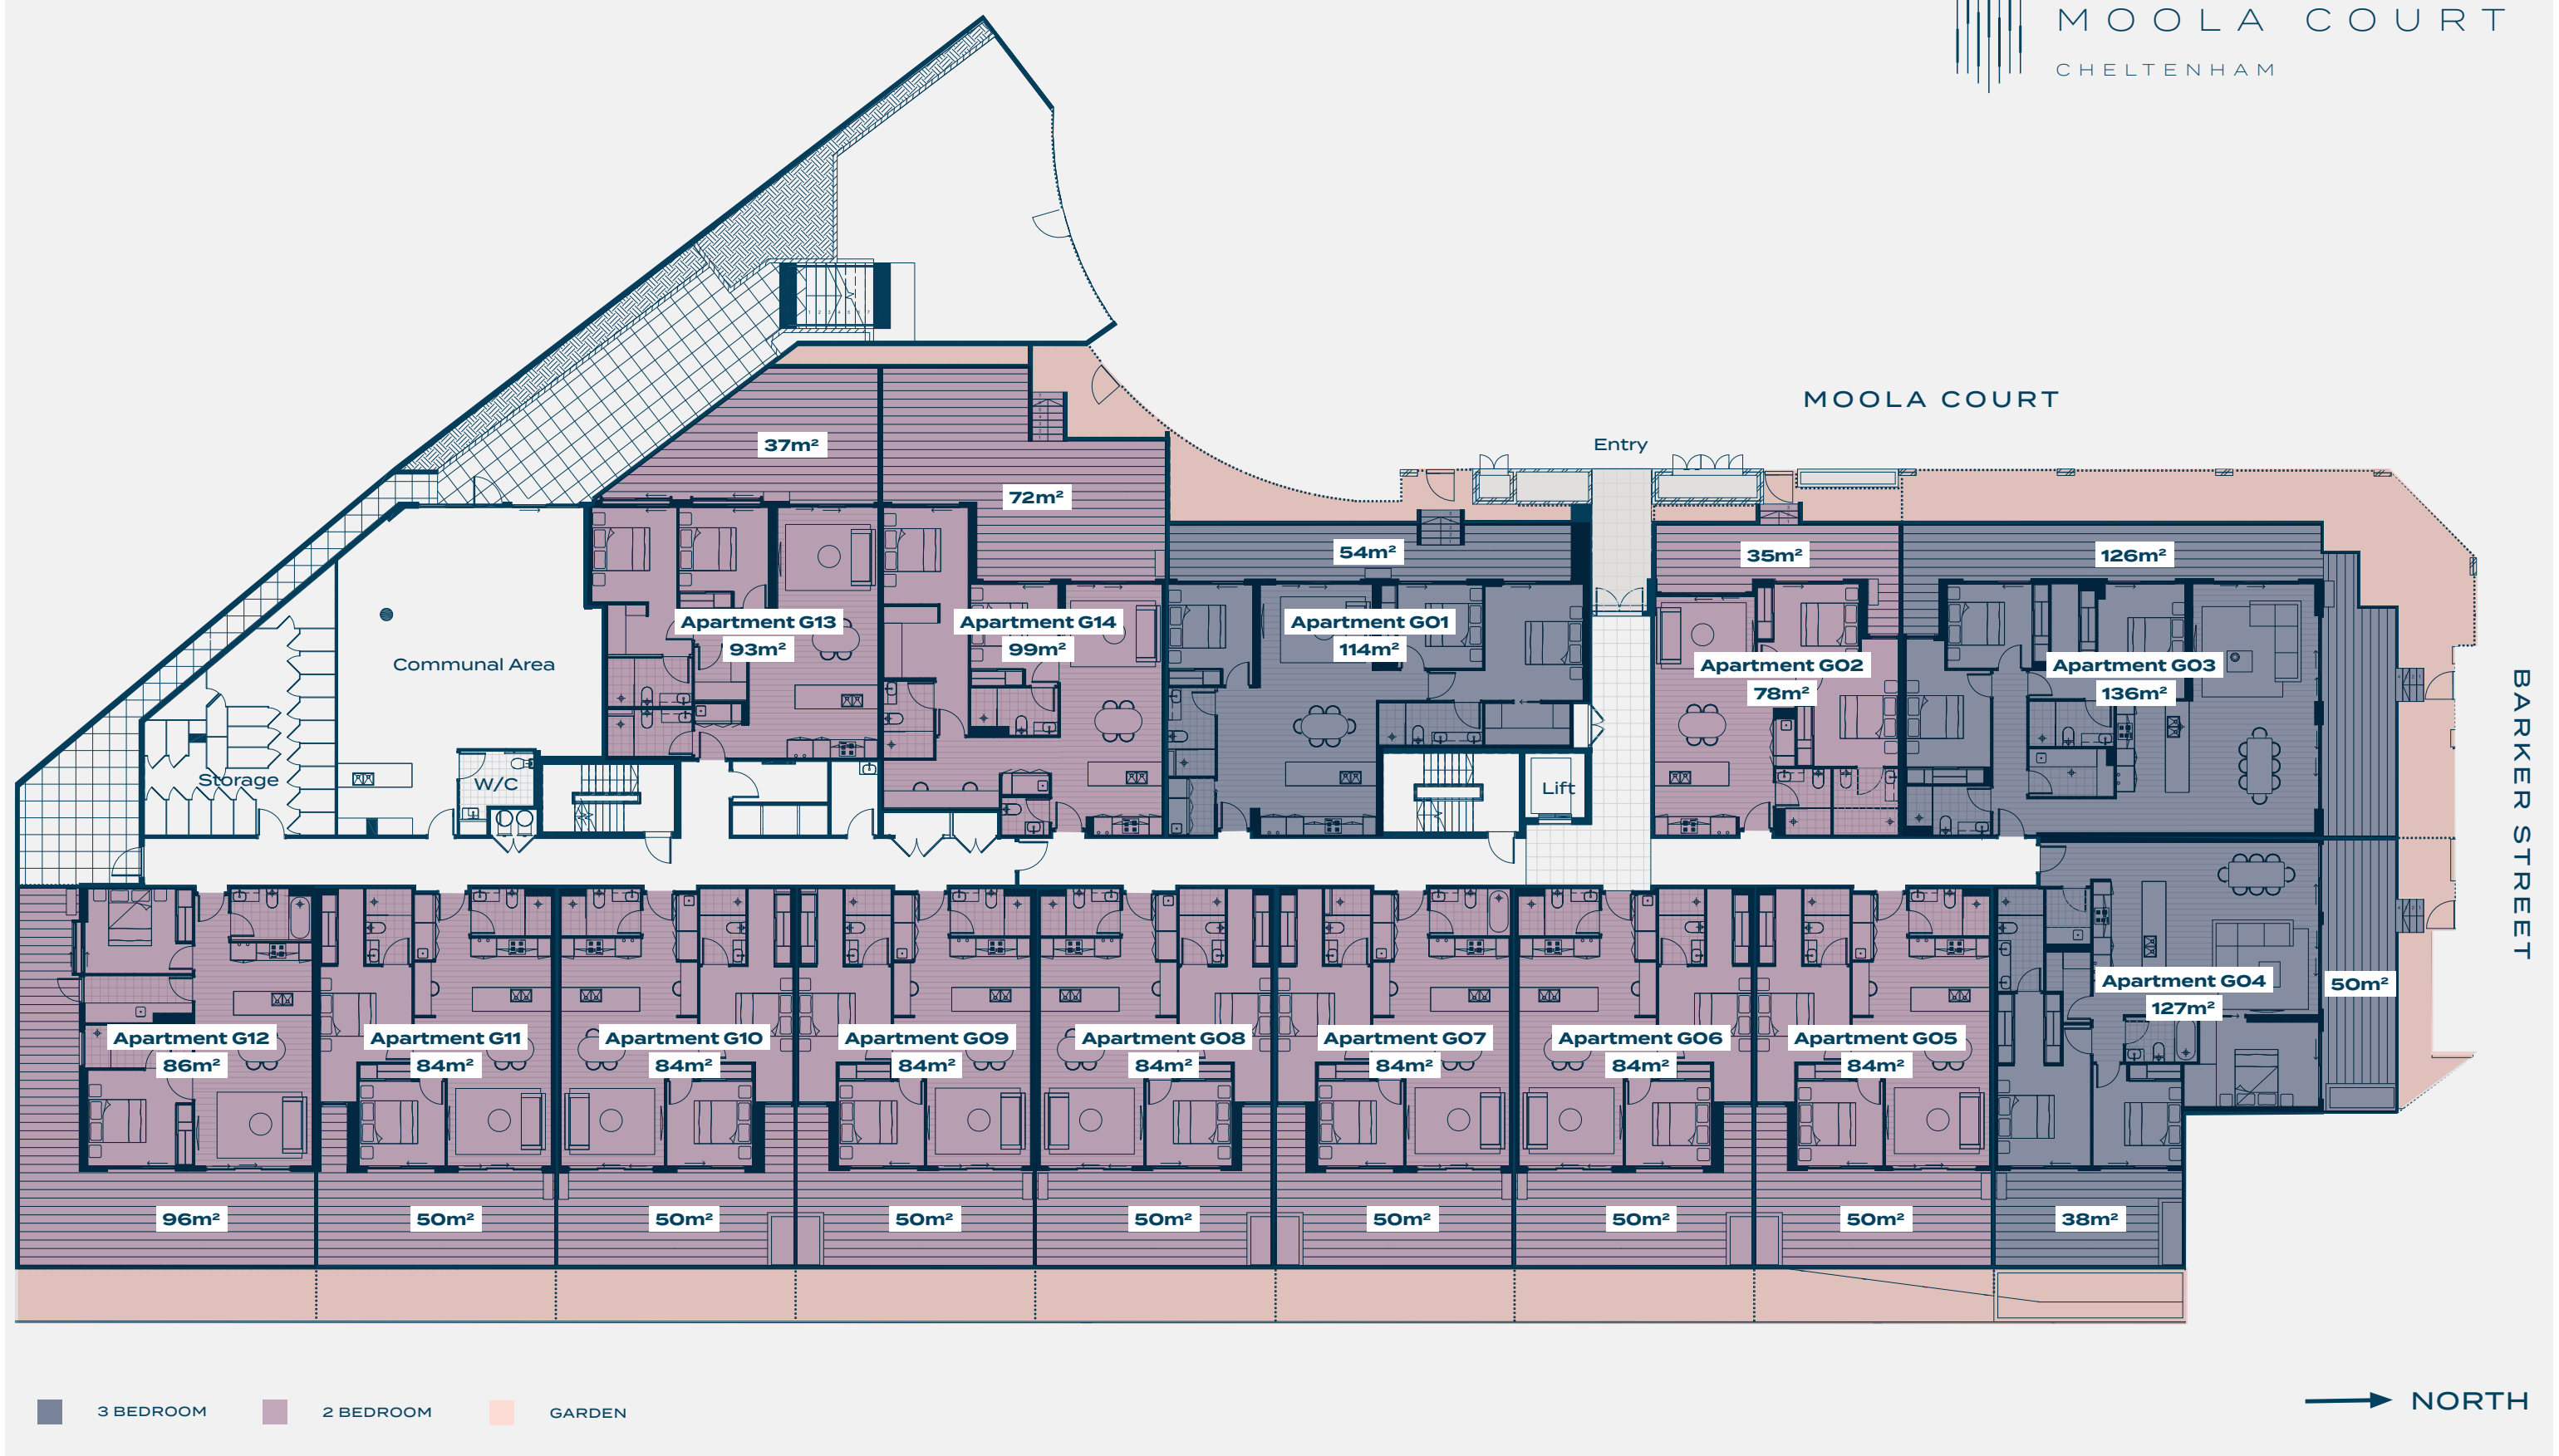 MOOLA COURT
CHELTENHAM
MOOLA COURT
Entry
BARKER STREET
37m²
72m²
54m²
35m²
126m²
Apartment G13
93m²
Apartment G14
99m²
Apartment G01
114m²
Apartment G02
78m²
Apartment G03
136m²
Communal Area
Storage
W/C
Lift
Apartment G04
127m²
50m²
Apartment G12
86m²
Apartment G11
84m²
Apartment G10
84m²
Apartment G09
84m²
Apartment G08
84m²
Apartment G07
84m²
Apartment G06
84m²
Apartment G05
84m²
96m²
50m²
50m²
50m²
50m²
50m²
50m²
50m²
38m²
3 BEDROOM
2 BEDROOM
GARDEN
NORTH